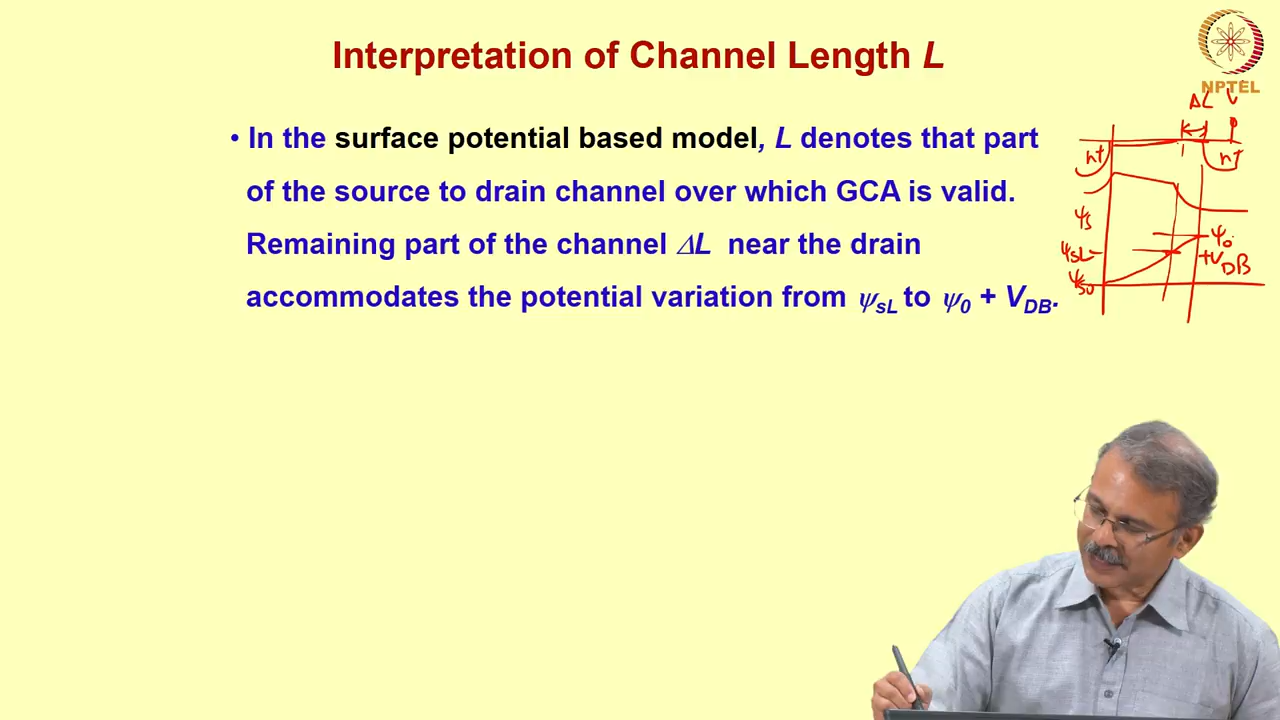 Interpretation of Channel Length L
NPTEL
• In the surface potential based model, L denotes that part
of the source to drain channel over which GCA is valid.
Remaining part of the channel ΔL near the drain
accommodates the potential variation from ψsL to ψ0 + VDB.
ΔL
n+
n+
ψs
ψsL
ψ0
+VDB
ψs0